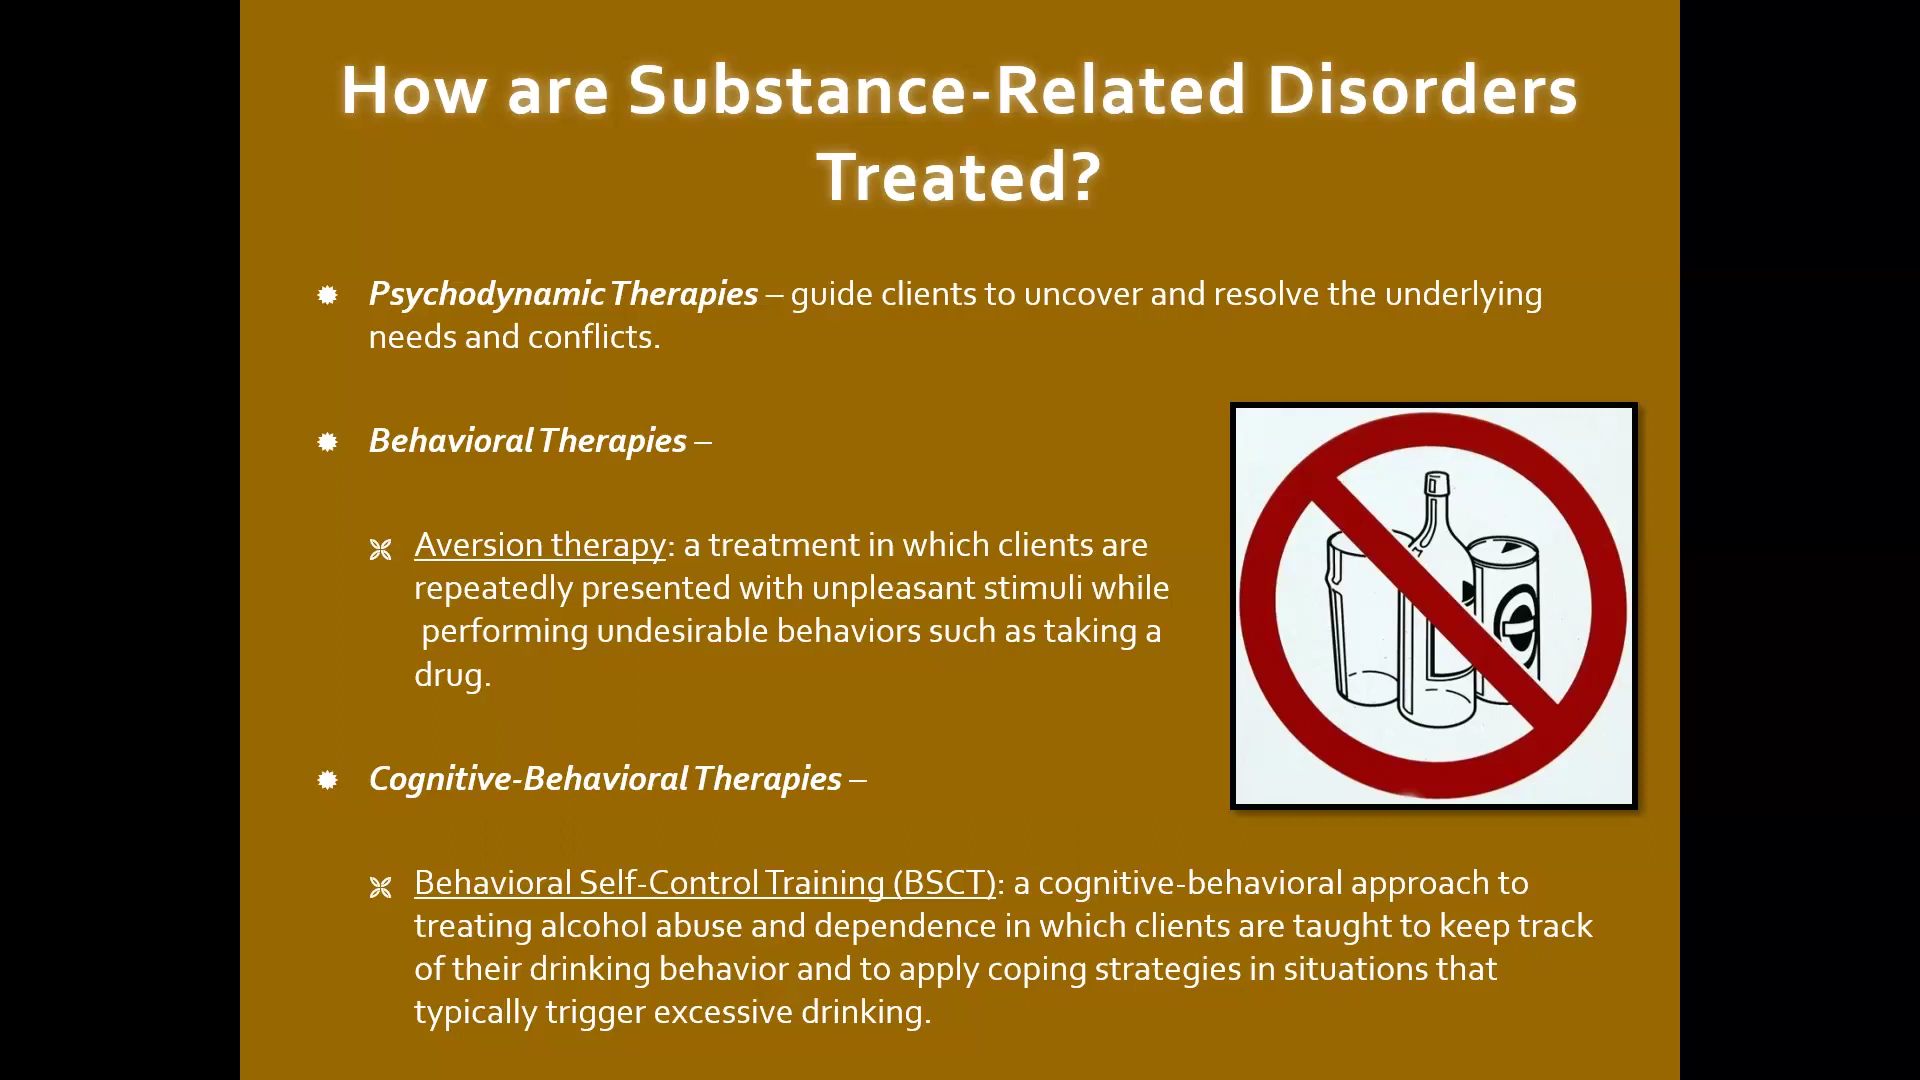 How are Substance-Related Disorders
Treated?
Psychodynamic Therapies – guide clients to uncover and resolve the underlying
needs and conflicts.
Behavioral Therapies –
Aversion therapy: a treatment in which clients are
repeatedly presented with unpleasant stimuli while
performing undesirable behaviors such as taking a
drug.
Cognitive-Behavioral Therapies –
Behavioral Self-Control Training (BSCT): a cognitive-behavioral approach to
treating alcohol abuse and dependence in which clients are taught to keep track
of their drinking behavior and to apply coping strategies in situations that
typically trigger excessive drinking.